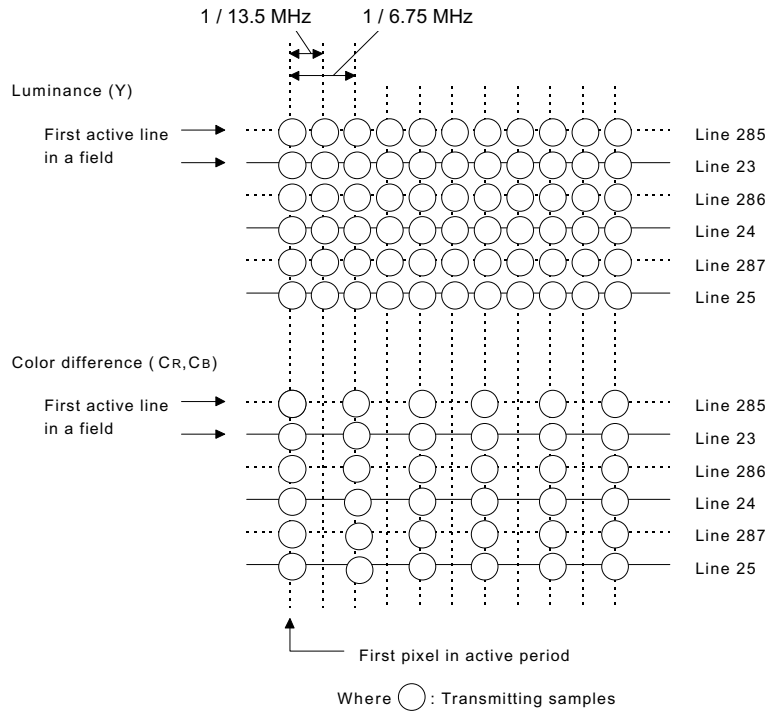 1 / 13.5 MHz
1 / 6.75 MHz
Luminance (Y)
First active line
in a field
Line 285
Line 23
Line 286
Line 24
Line 287
Line 25
Color difference ( CR,CB)
First active line
in a field
Line 285
Line 23
Line 286
Line 24
Line 287
Line 25
First pixel in active period
Where : Transmitting samples